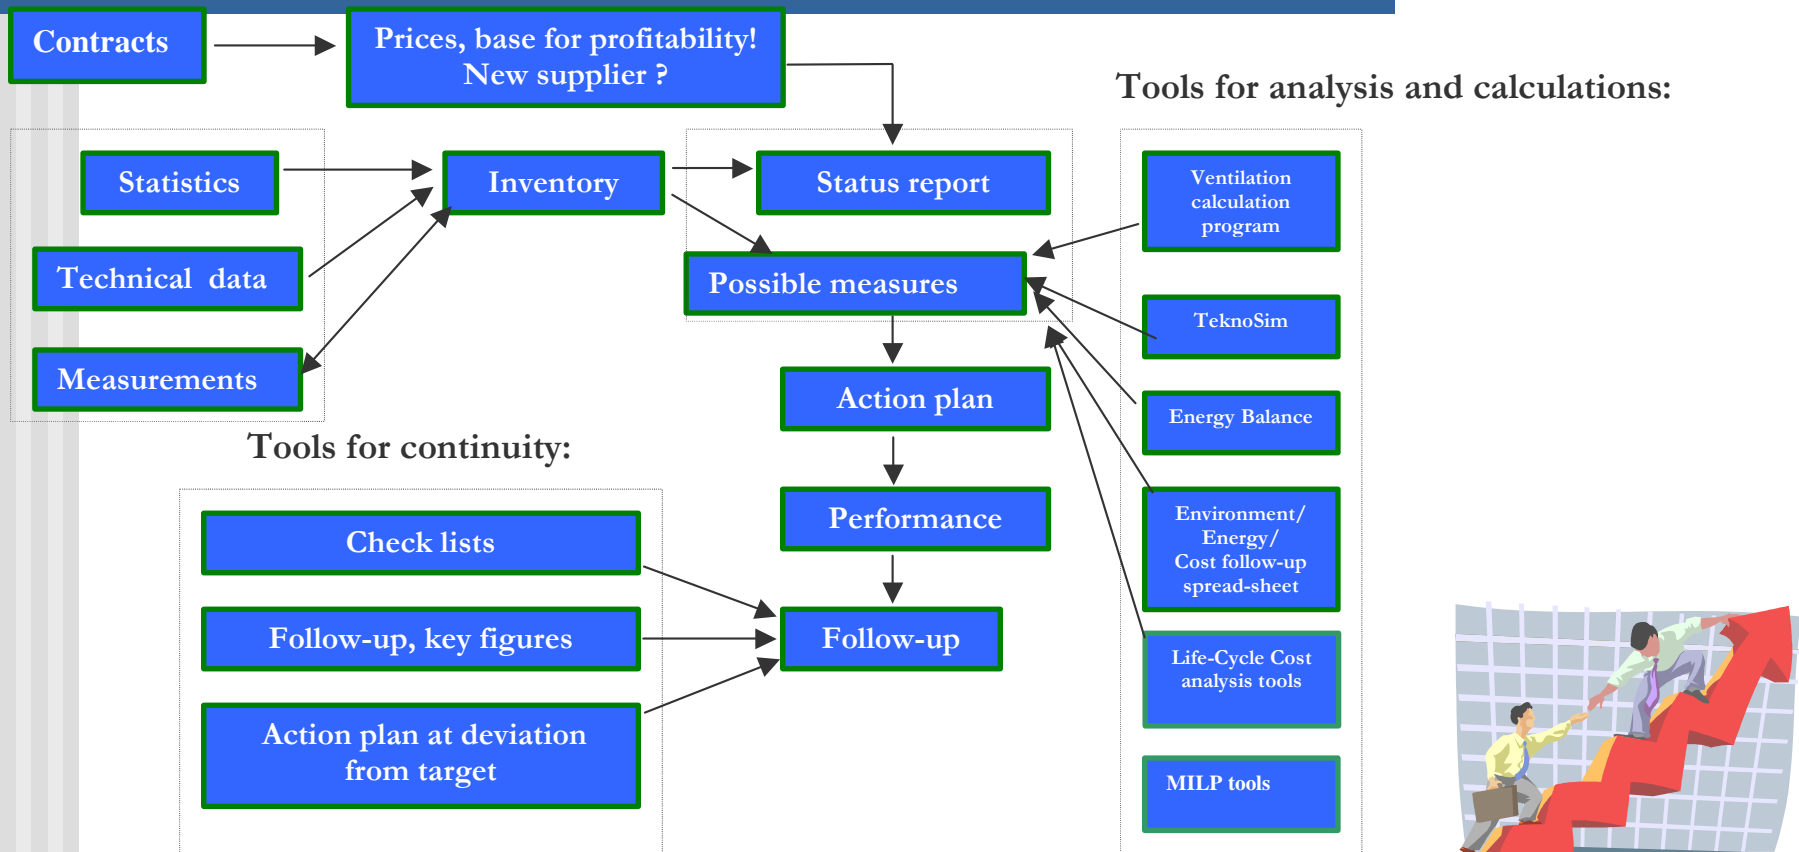 Contracts
Prices, base for profitability!
New supplier ?
Tools for analysis and calculations:
Statistics
Inventory
Status report
Ventilation
calculation
program
Technical  data
Possible measures
TeknoSim
Measurements
Action plan
Energy Balance
Tools for continuity:
Check lists
Performance
Environment/
Energy/
Cost follow-up
spread-sheet
Follow-up, key figures
Follow-up
Life-Cycle Cost
analysis tools
Action plan at deviation
from target
MILP tools